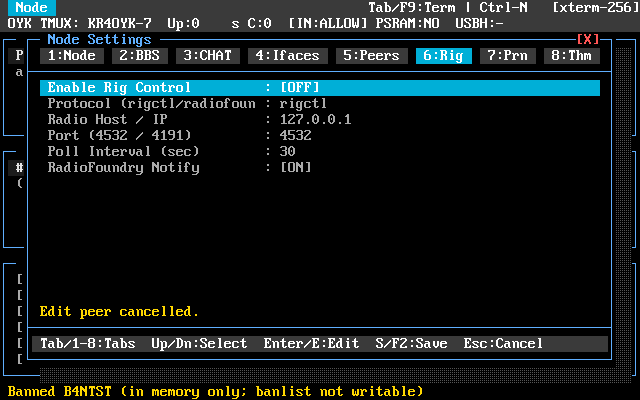 Node Tab/F9:Term | Ctrl-N [xterm-256]
OYK TMUX: KR4OYK-7 Up:0 s C:0 [IN:ALLOW] PSRAM:NO USBH:-
Node Settings [X]
1:Node 2:BBS 3:CHAT 4:Ifaces 5:Peers 6:Rig 7:Prn 8:Thm
P
a
Enable Rig Control : [OFF]
Protocol (rigctl/radiofoun : rigctl
Radio Host / IP : 127.0.0.1
Port (4532 / 4191) : 4532
Poll Interval (sec) : 30
# RadioFoundry Notify : [ON]
(
[
[
[ Edit peer cancelled.
[
[ Tab/1-8:Tabs Up/Dn:Select Enter/E:Edit S/F2:Save Esc:Cancel
[
Banned B4NTST (in memory only; banlist not writable)